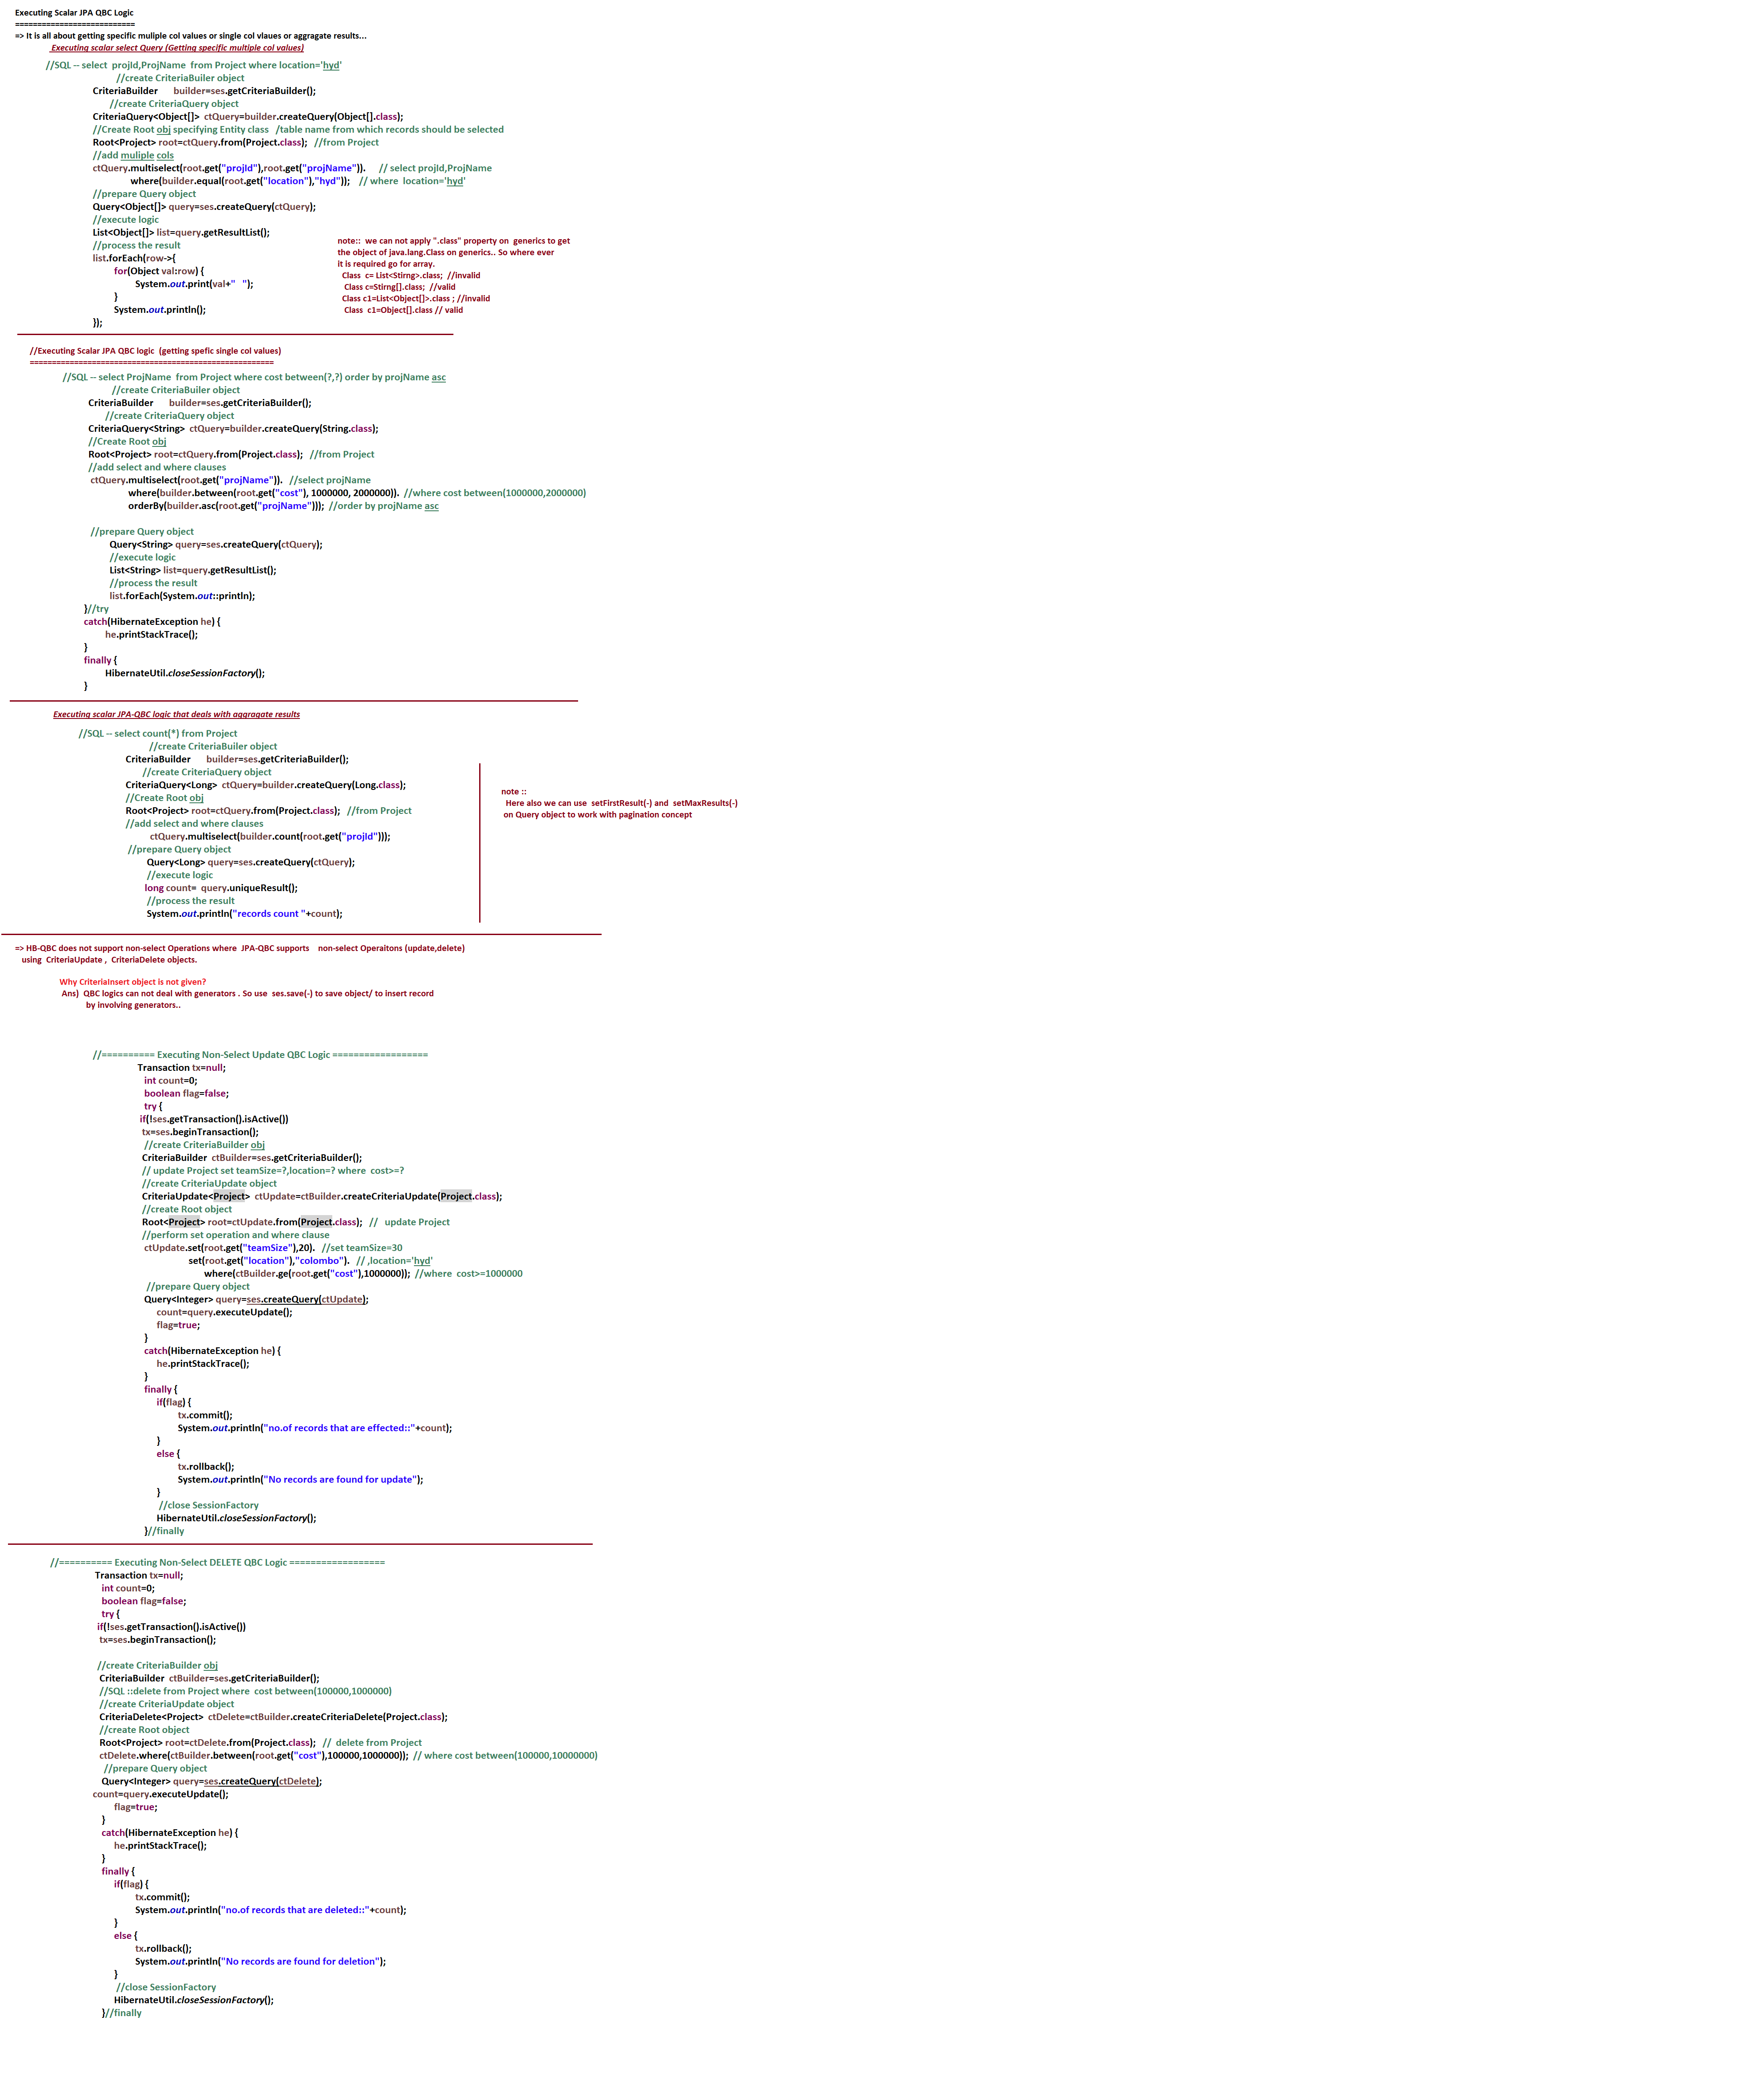 Executing Scalar JPA QBC Logic
===========================
=> It is all about getting specific muliple col values or single col vlaues or aggragate results...
Executing scalar select Query (Getting specific multiple col values)
//SQL -- select projId,ProjName from Project where location='hyd'
//create CriteriaBuiler object
CriteriaBuilder builder=ses.getCriteriaBuilder();
//create CriteriaQuery object
CriteriaQuery<Object[]> ctQuery=builder.createQuery(Object[].class);
//Create Root obj specifying Entity class /table name from which records should be selected
Root<Project> root=ctQuery.from(Project.class); //from Project
//add muliple cols
ctQuery.multiselect(root.get("projId"),root.get("projName")). // select projId,ProjName
where(builder.equal(root.get("location"),"hyd")); // where location='hyd'
//prepare Query object
Query<Object[]> query=ses.createQuery(ctQuery);
//execute logic
List<Object[]> list=query.getResultList();
//process the result
list.forEach(row->{
for(Object val:row) {
System.out.print(val+" ");
}
System.out.println();
});
note:: we can not apply ".class" property on generics to get
the object of java.lang.Class on generics.. So where ever
it is required go for array.
Class c= List<Stirng>.class; //invalid
Class c=Stirng[].class; //valid
Class c1=List<Object[]>.class ; //invalid
Class c1=Object[].class // valid
//Executing Scalar JPA QBC logic (getting spefic single col values)
=======================================================
//SQL -- select ProjName from Project where cost between(?,?) order by projName asc
//create CriteriaBuiler object
CriteriaBuilder builder=ses.getCriteriaBuilder();
//create CriteriaQuery object
CriteriaQuery<String> ctQuery=builder.createQuery(String.class);
//Create Root obj
Root<Project> root=ctQuery.from(Project.class); //from Project
//add select and where clauses
ctQuery.multiselect(root.get("projName")). //select projName
where(builder.between(root.get("cost"), 1000000, 2000000)). //where cost between(1000000,2000000)
orderBy(builder.asc(root.get("projName"))); //order by projName asc
//prepare Query object
Query<String> query=ses.createQuery(ctQuery);
//execute logic
List<String> list=query.getResultList();
//process the result
list.forEach(System.out::println);
}//try
catch(HibernateException he) {
he.printStackTrace();
}
finally {
HibernateUtil.closeSessionFactory();
}
Executing scalar JPA-QBC logic that deals with aggragate results
//SQL -- select count(*) from Project
//create CriteriaBuiler object
CriteriaBuilder builder=ses.getCriteriaBuilder();
//create CriteriaQuery object
CriteriaQuery<Long> ctQuery=builder.createQuery(Long.class);
//Create Root obj
Root<Project> root=ctQuery.from(Project.class); //from Project
//add select and where clauses
ctQuery.multiselect(builder.count(root.get("projId")));
//prepare Query object
Query<Long> query=ses.createQuery(ctQuery);
//execute logic
long count= query.uniqueResult();
//process the result
System.out.println("records count "+count);
note ::
Here also we can use setFirstResult(-) and setMaxResults(-)
on Query object to work with pagination concept
=> HB-QBC does not support non-select Operations where JPA-QBC supports non-select Operaitons (update,delete)
using CriteriaUpdate , CriteriaDelete objects.
Why CriteriaInsert object is not given?
Ans) QBC logics can not deal with generators . So use ses.save(-) to save object/ to insert record
by involving generators..
//========== Executing Non-Select Update QBC Logic ==================
Transaction tx=null;
int count=0;
boolean flag=false;
try {
if(!ses.getTransaction().isActive())
tx=ses.beginTransaction();
//create CriteriaBuilder obj
CriteriaBuilder ctBuilder=ses.getCriteriaBuilder();
// update Project set teamSize=?,location=? where cost>=?
//create CriteriaUpdate object
CriteriaUpdate<Project> ctUpdate=ctBuilder.createCriteriaUpdate(Project.class);
//create Root object
Root<Project> root=ctUpdate.from(Project.class); // update Project
//perform set operation and where clause
ctUpdate.set(root.get("teamSize"),20). //set teamSize=30
set(root.get("location"),"colombo"). // ,location='hyd'
where(ctBuilder.ge(root.get("cost"),1000000)); //where cost>=1000000
//prepare Query object
Query<Integer> query=ses.createQuery(ctUpdate);
count=query.executeUpdate();
flag=true;
}
catch(HibernateException he) {
he.printStackTrace();
}
finally {
if(flag) {
tx.commit();
System.out.println("no.of records that are effected::"+count);
}
else {
tx.rollback();
System.out.println("No records are found for update");
}
//close SessionFactory
HibernateUtil.closeSessionFactory();
}//finally
//========== Executing Non-Select DELETE QBC Logic ==================
Transaction tx=null;
int count=0;
boolean flag=false;
try {
if(!ses.getTransaction().isActive())
tx=ses.beginTransaction();
//create CriteriaBuilder obj
CriteriaBuilder ctBuilder=ses.getCriteriaBuilder();
//SQL ::delete from Project where cost between(100000,1000000)
//create CriteriaUpdate object
CriteriaDelete<Project> ctDelete=ctBuilder.createCriteriaDelete(Project.class);
//create Root object
Root<Project> root=ctDelete.from(Project.class); // delete from Project
ctDelete.where(ctBuilder.between(root.get("cost"),100000,1000000)); // where cost between(100000,10000000)
//prepare Query object
Query<Integer> query=ses.createQuery(ctDelete);
count=query.executeUpdate();
flag=true;
}
catch(HibernateException he) {
he.printStackTrace();
}
finally {
if(flag) {
tx.commit();
System.out.println("no.of records that are deleted::"+count);
}
else {
tx.rollback();
System.out.println("No records are found for deletion");
}
//close SessionFactory
HibernateUtil.closeSessionFactory();
}//finally